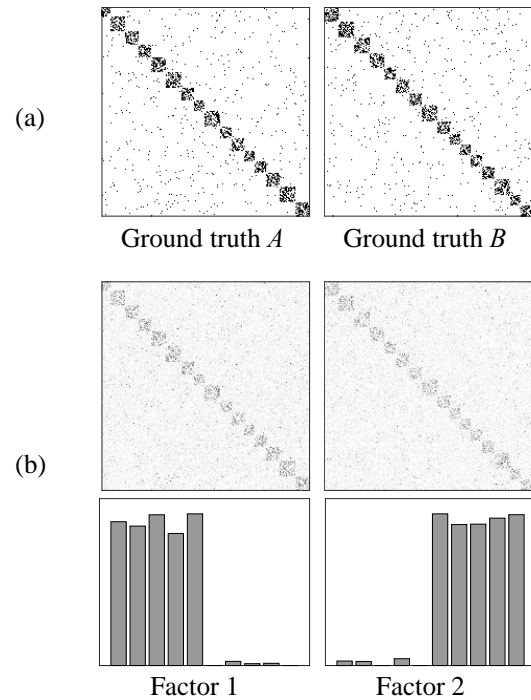 (a)
Ground truth A
Ground truth B
(b)
Factor 1
Factor 2